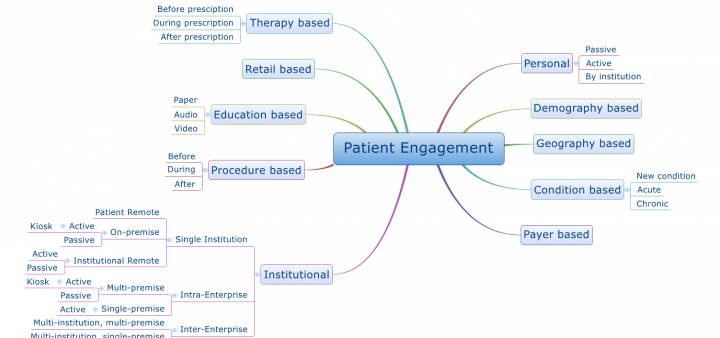 Patient Engagement
Therapy based
Before presciption
During prescription
After prescription
Retail based
Education based
Paper
Audio
Video
Procedure based
Before
During
After
Institutional
Single Institution
Patient Remote
On-premise
Active
Kiosk
Passive
Institutional Remote
Active
Passive
Intra-Enterprise
Multi-premise
Active
Kiosk
Passive
Single-premise
Active
Inter-Enterprise
Multi-institution, multi-premise
Multi-institution, single-premise
Personal
Passive
Active
By institution
Demography based
Geography based
Condition based
New condition
Acute
Chronic
Payer based